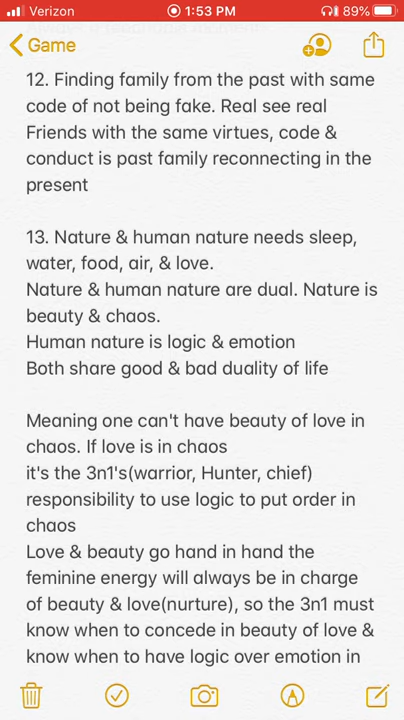 Verizon 1:53 PM 89%
Game
12. Finding family from the past with same
code of not being fake. Real see real
Friends with the same virtues, code &
conduct is past family reconnecting in the
present
13. Nature & human nature needs sleep,
water, food, air, & love.
Nature & human nature are dual. Nature is
beauty & chaos.
Human nature is logic & emotion
Both share good & bad duality of life
Meaning one can't have beauty of love in
chaos. If love is in chaos
it's the 3n1's(warrior, Hunter, chief)
responsibility to use logic to put order in
chaos
Love & beauty go hand in hand the
feminine energy will always be in charge
of beauty & love(nurture), so the 3n1 must
know when to concede in beauty of love &
know when to have logic over emotion in